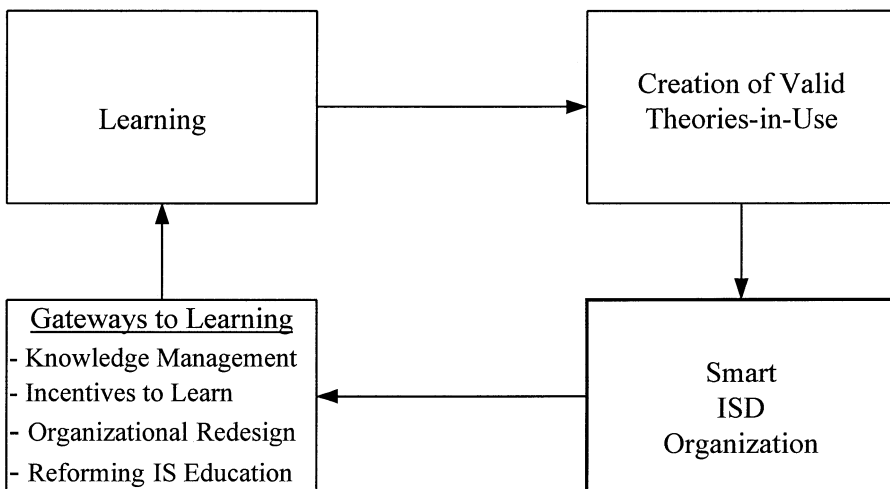 Learning
Creation of Valid
Theories-in-Use
Gateways to Learning
- Knowledge Management
- Incentives to Learn
- Organizational Redesign
- Reforming IS Education
Smart
ISD
Organization